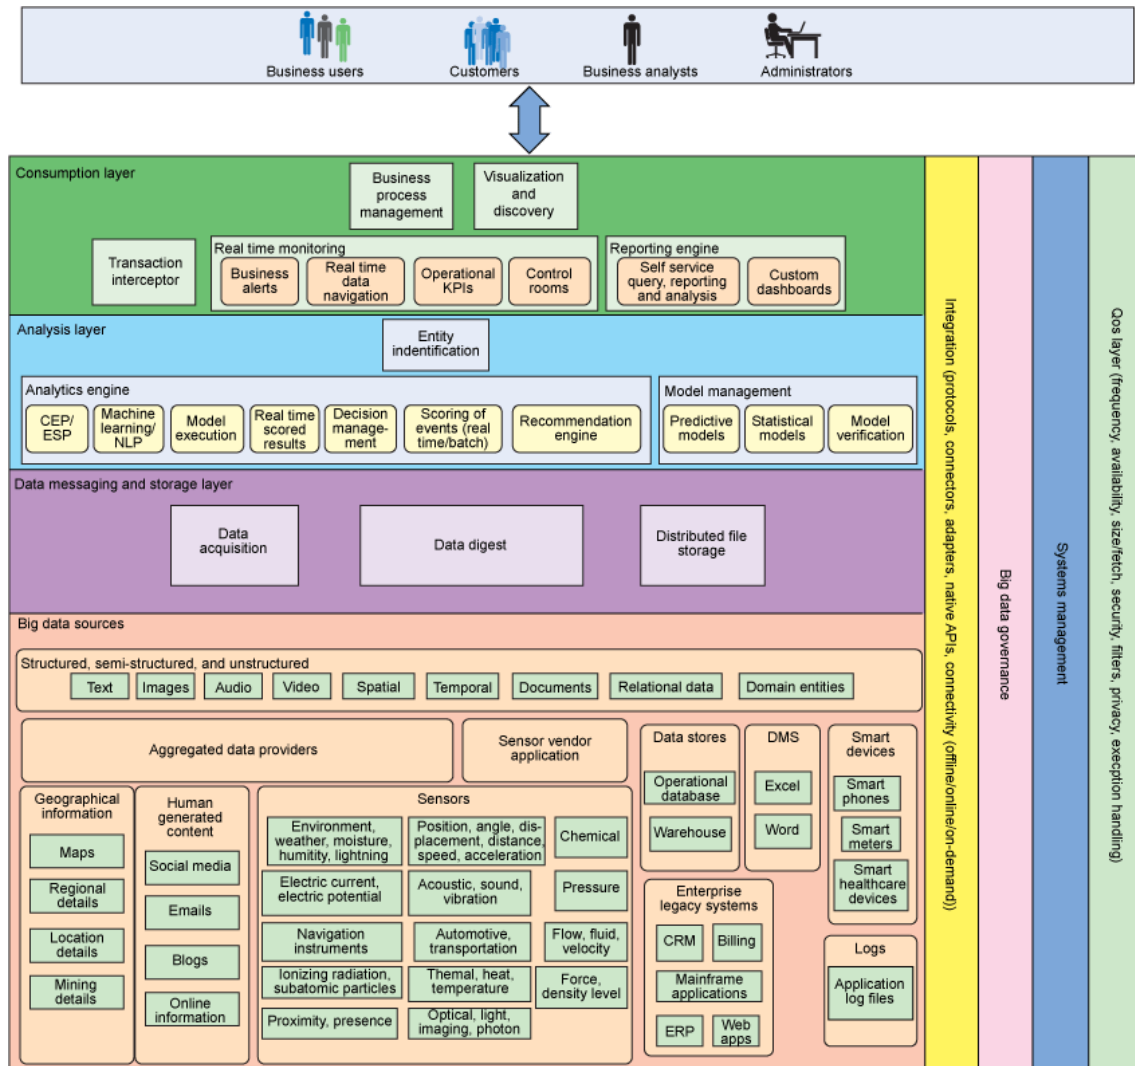 Business users
Customers
Business analysts
Administrators
Consumption layer
Business
process
management
Visualization
and
discovery
Transaction
interceptor
Real time monitoring
Business
alerts
Real time
data
navigation
Operational
KPIs
Control
rooms
Reporting engine
Self service
query, reporting
and analysis
Custom
dashboards
Analysis layer
Entity
indentification
Analytics engine
CEP/
ESP
Machine
learning/
NLP
Model
execution
Real time
scored
results
Decision
manage-
ment
Scoring of
events (real
time/batch)
Recommendation
engine
Model management
Predictive
models
Statistical
models
Model
verification
Data messaging and storage layer
Data
acquisition
Data digest
Distributed file
storage
Big data sources
Structured, semi-structured, and unstructured
Text
Images
Audio
Video
Spatial
Temporal
Documents
Relational data
Domain entities
Aggregated data providers
Sensor vendor
application
Geographical
information
Maps
Regional
details
Location
details
Mining
details
Human
generated
content
Social media
Emails
Blogs
Online
information
Sensors
Environment,
weather, moisture,
humidity, lightning
Position, angle, dis-
placement, distance,
speed, acceleration
Chemical
Electric current,
electric potential
Acoustic, sound,
vibration
Pressure
Navigation
instruments
Automotive,
transportation
Flow, fluid,
velocity
Ionizing radiation,
subatomic particles
Themal, heat,
temperature
Force,
density level
Proximity, presence
Optical, light,
imaging, photon
Data stores
Operational
database
Warehouse
DMS
Excel
Word
Smart
devices
Smart
phones
Smart
meters
Smart
healthcare
devices
Enterprise
legacy systems
CRM
Billing
Mainframe
applications
ERP
Web
apps
Logs
Application
log files
Integration (protocols, connectors, adapters, native APIs, connectivity (offline/online/on-demand))
Big data governance
Systems management
Qos layer (frequency, availability, size/fetch, security, filters, privacy, execption handling)